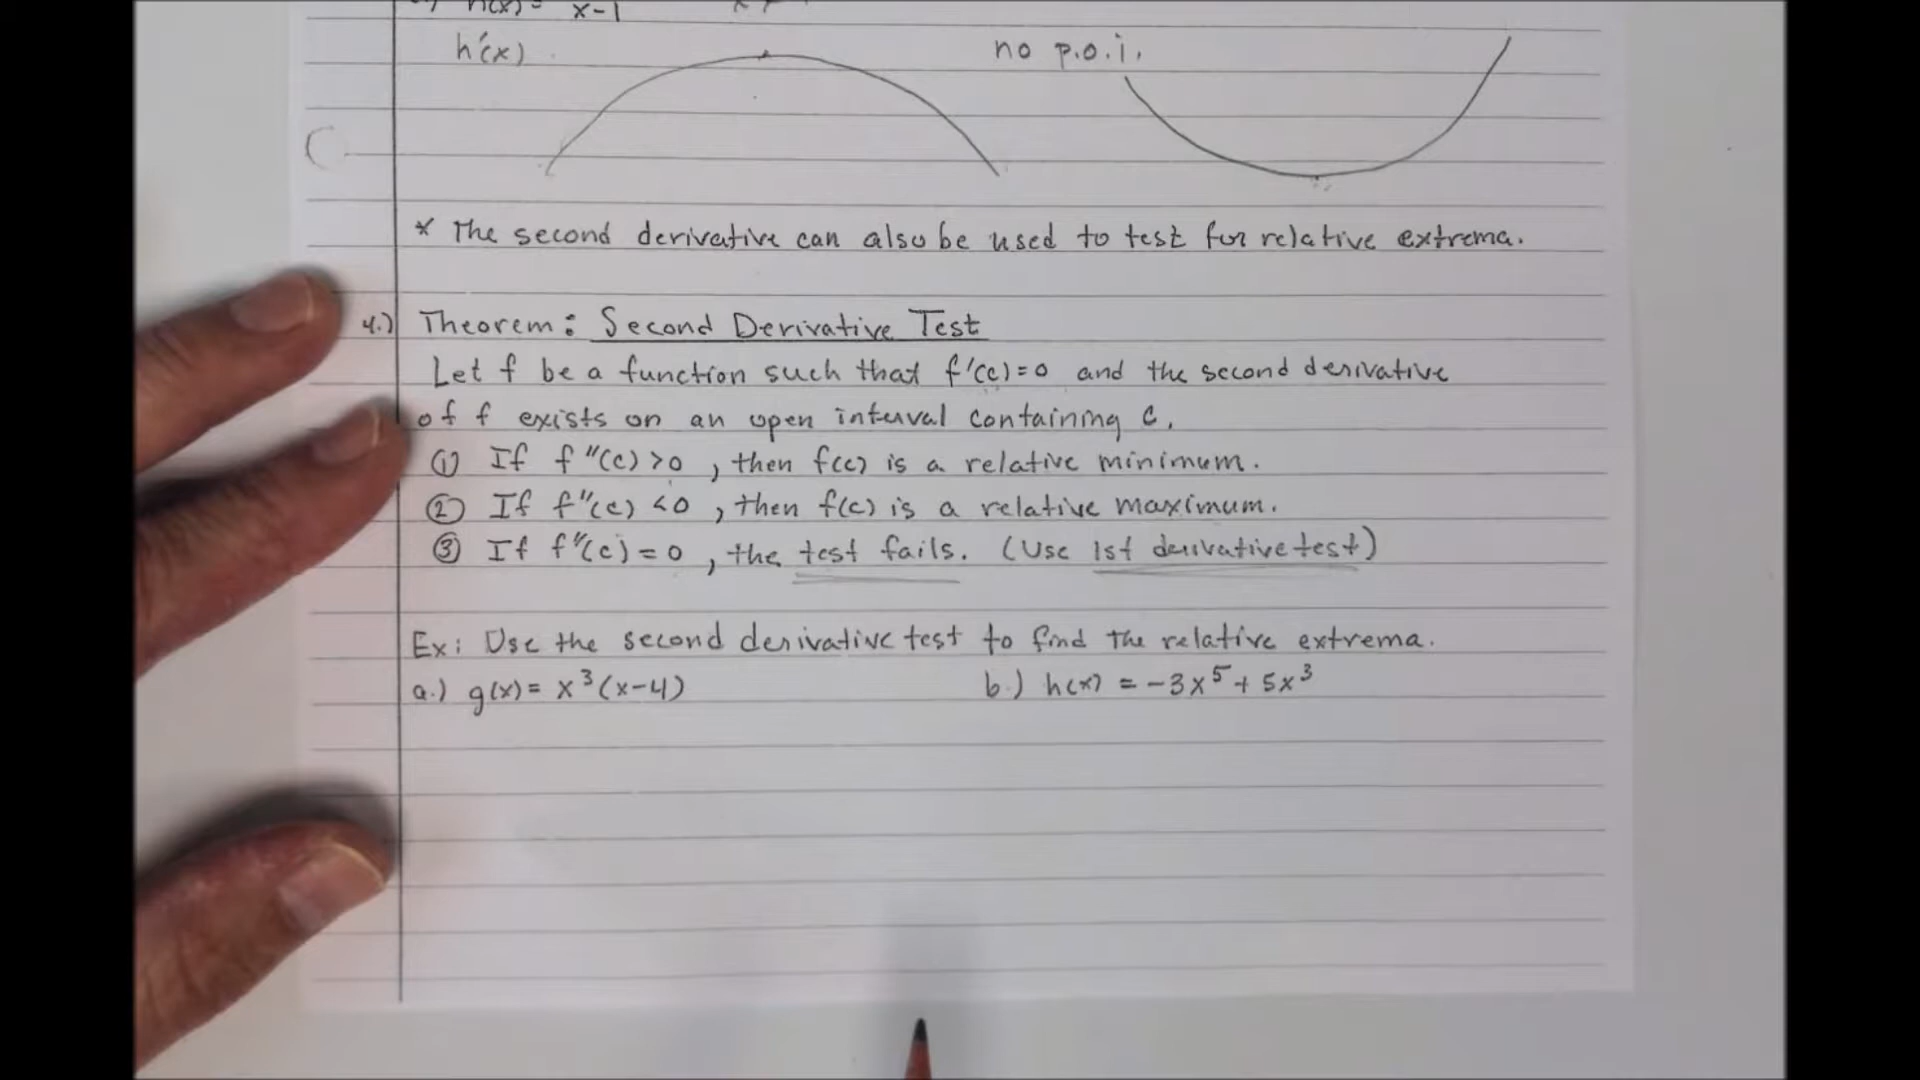 h(x) = x-1
h'(x) no p.o.i.
* The second derivative can also be used to test for relative extrema.
4.) Theorem: Second Derivative Test
Let f be a function such that f'(c)=0 and the second derivative
of f exists on an open interval containing c.
① If f"(c) >0, then f(c) is a relative minimum.
② If f"(c) <0, then f(c) is a relative maximum.
③ If f"(c) = 0, the test fails. (Use 1st derivative test)
Ex: Use the second derivative test to find the relative extrema.
a.) g(x) = x³(x-4) b.) h(x) = -3x⁵ + 5x³